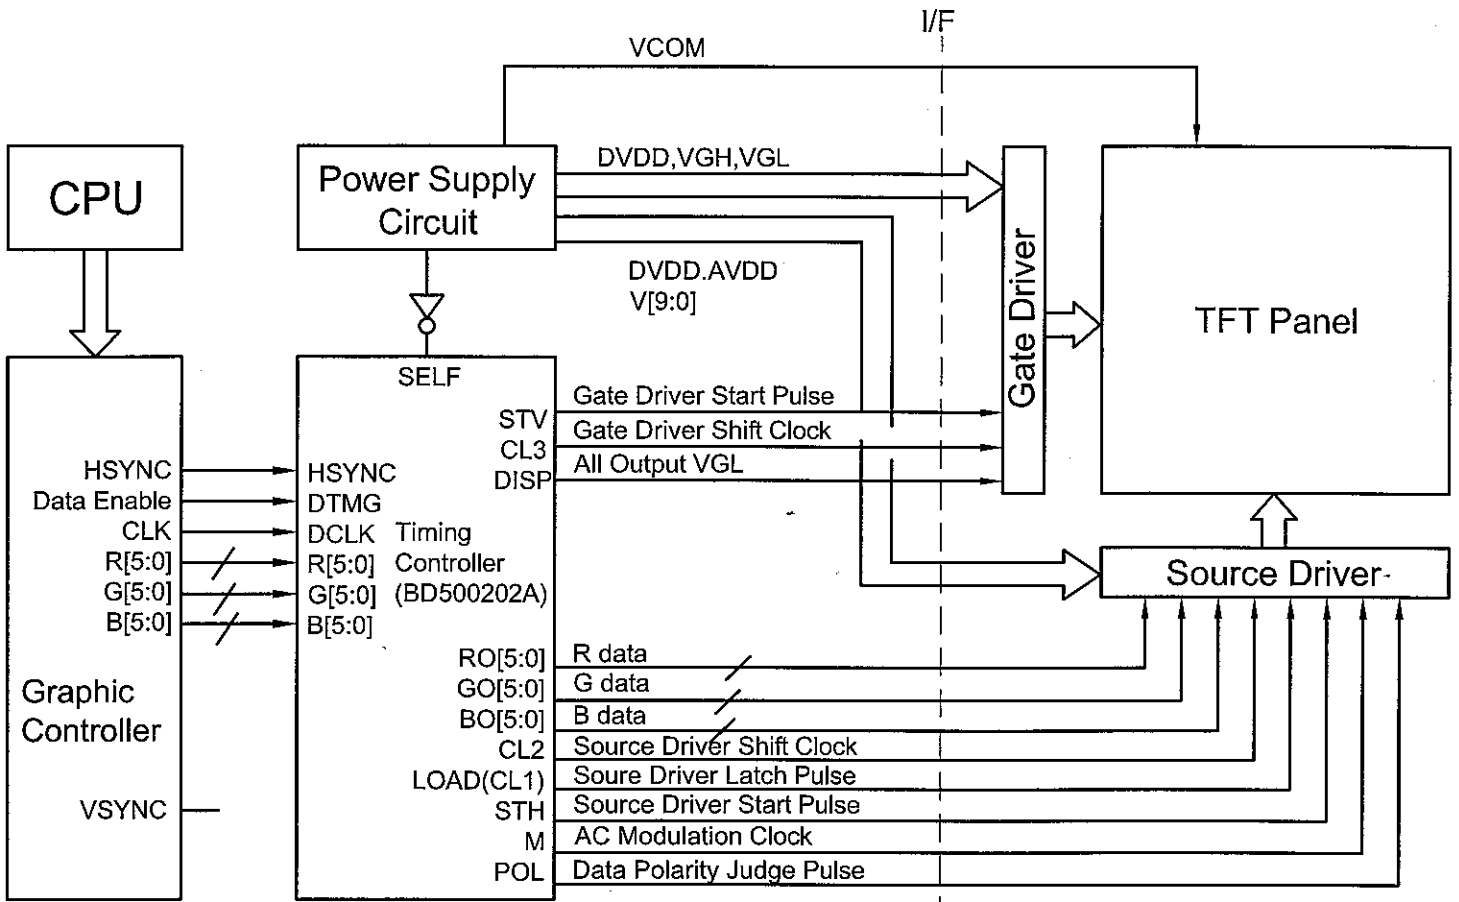 I/F
VCOM
CPU
Power Supply
Circuit
DVDD,VGH,VGL
DVDD.AVDD
V[9:0]
Gate Driver
TFT Panel
SELF
STV
Gate Driver Start Pulse
CL3
Gate Driver Shift Clock
DISP
All Output VGL
HSYNC
Data Enable
CLK
R[5:0]
G[5:0]
B[5:0]
Graphic
Controller
VSYNC
HSYNC
DTMG
DCLK
R[5:0]
G[5:0]
B[5:0]
Timing
Controller
(BD500202A)
Source Driver
RO[5:0]
R data
GO[5:0]
G data
BO[5:0]
B data
CL2
Source Driver Shift Clock
LOAD(CL1)
Soure Driver Latch Pulse
STH
Source Driver Start Pulse
M
AC Modulation Clock
POL
Data Polarity Judge Pulse